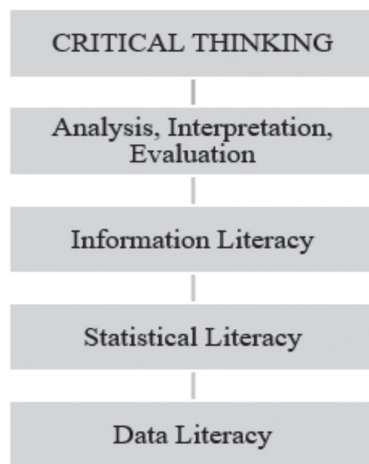 CRITICAL THINKING
Analysis, Interpretation,
Evaluation
Information Literacy
Statistical Literacy
Data Literacy